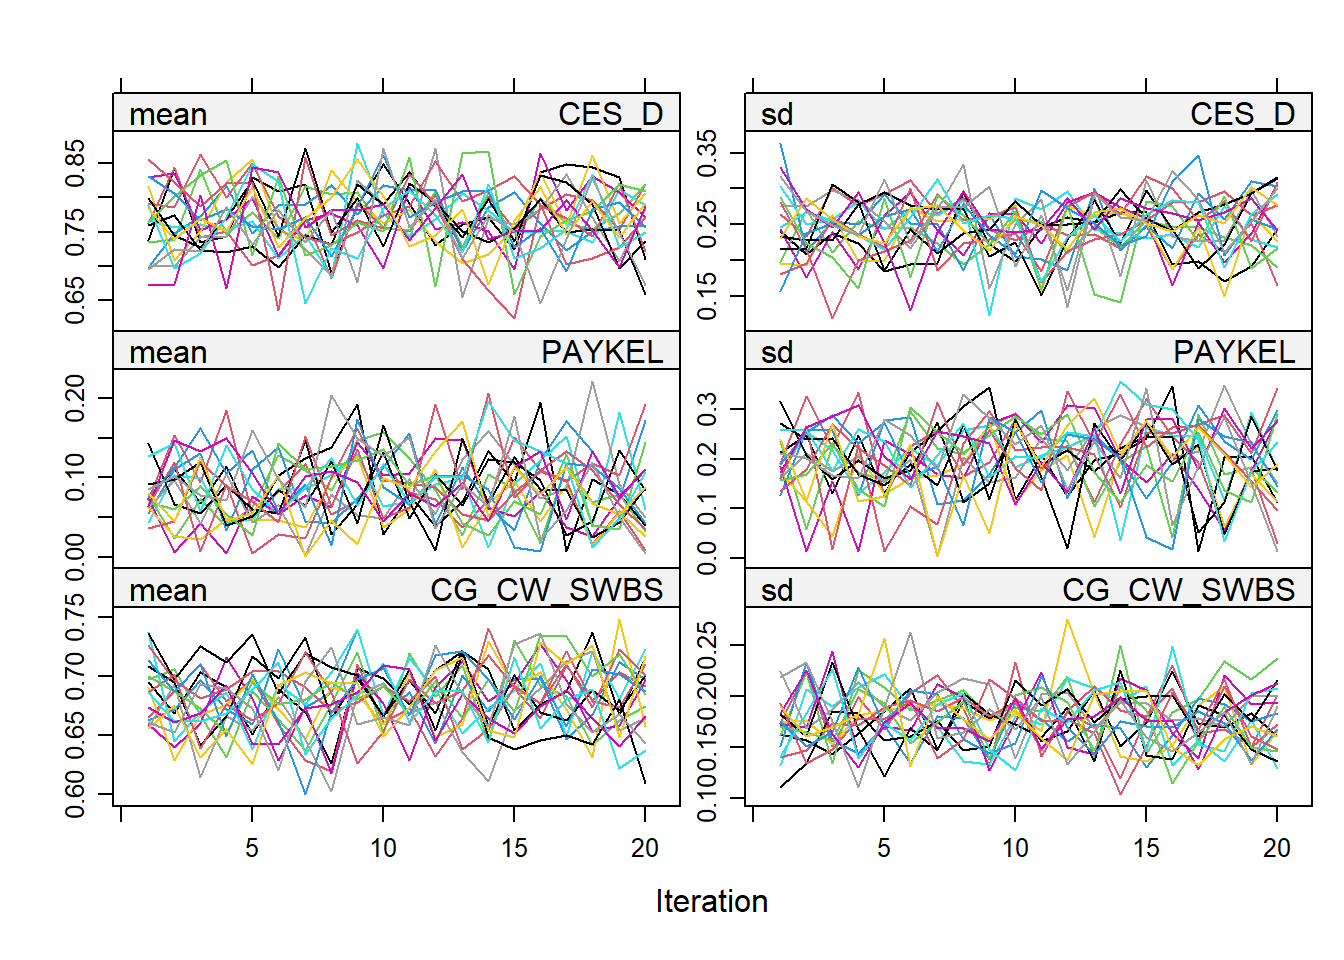 mean CES_D
sd CES_D
0.65 0.75 0.85
0.15 0.25 0.35
mean PAYKEL
sd PAYKEL
0.00 0.10 0.20
0.0 0.1 0.2 0.3
mean CG_CW_SWBS
sd CG_CW_SWBS
0.60 0.65 0.70 0.75
0.10 0.15 0.20 0.25
5 10 15 20
5 10 15 20
Iteration